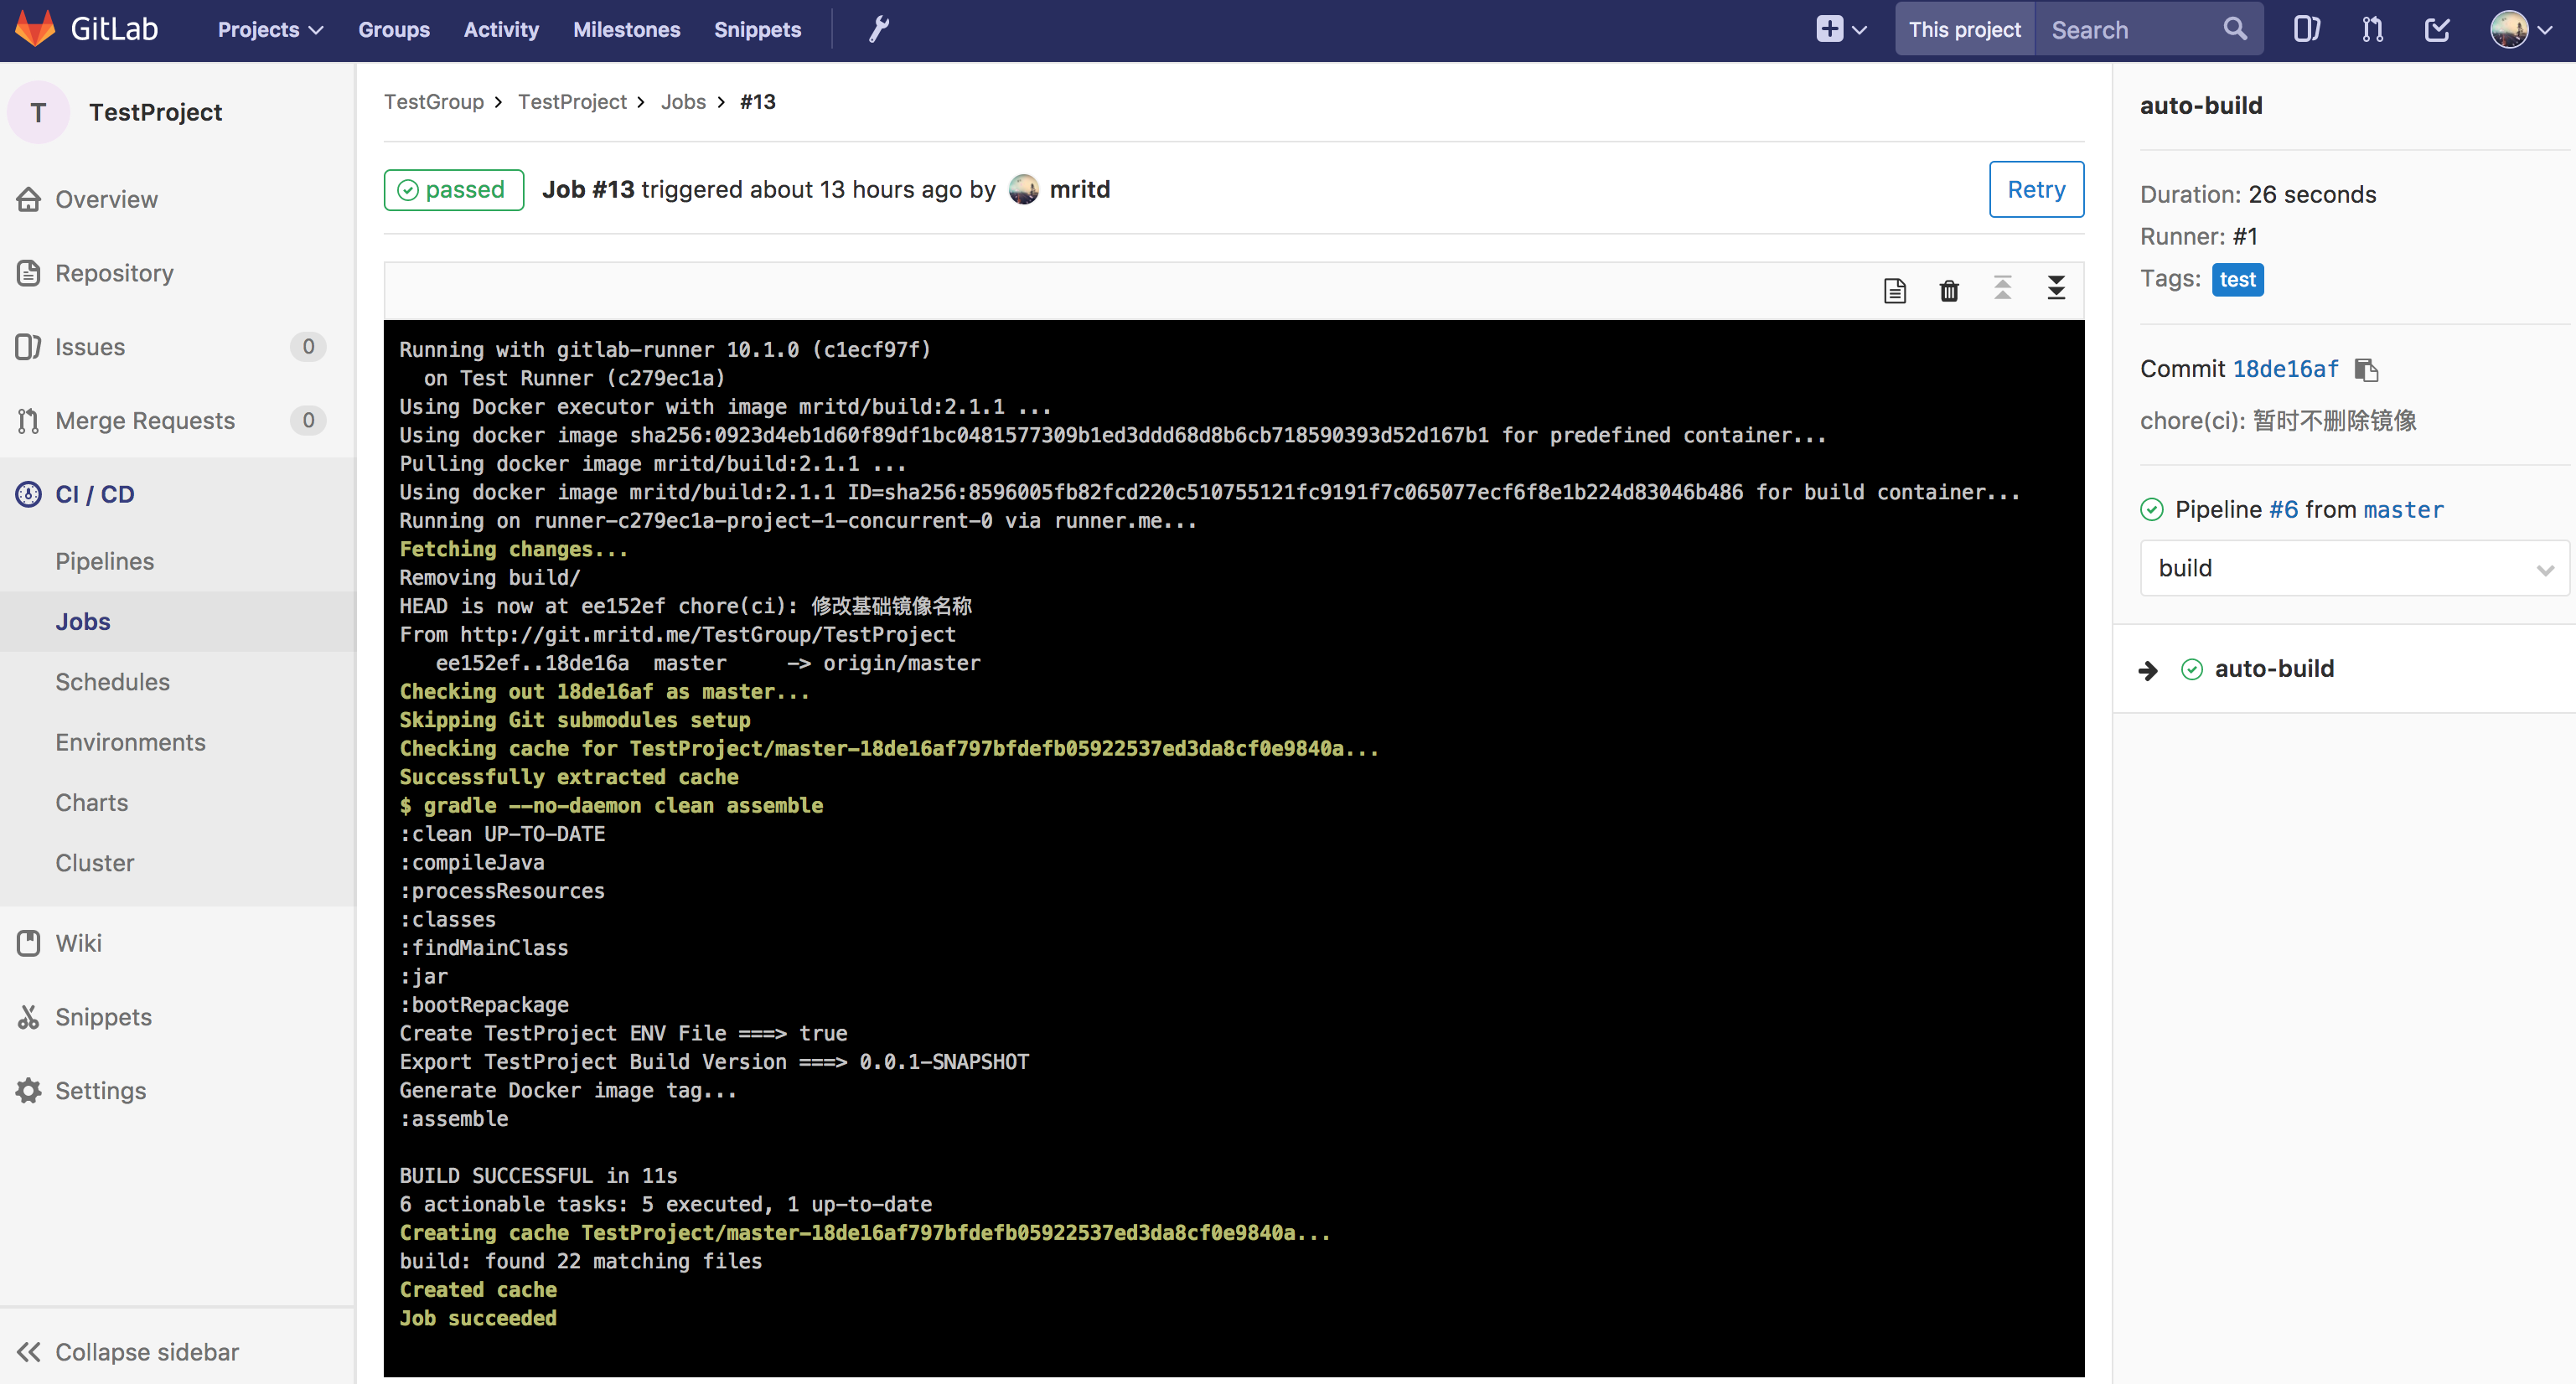 GitLab Projects Groups Activity Milestones Snippets This project Search
T TestProject
Overview
Repository
Issues 0
Merge Requests 0
CI / CD
Pipelines
Jobs
Schedules
Environments
Charts
Cluster
Wiki
Snippets
Settings
Collapse sidebar
TestGroup > TestProject > Jobs > #13
passed Job #13 triggered about 13 hours ago by mritd Retry
Running with gitlab-runner 10.1.0 (c1ecf97f)
on Test Runner (c279ec1a)
Using Docker executor with image mritd/build:2.1.1 ...
Using docker image sha256:0923d4eb1d60f89df1bc0481577309b1ed3ddd68d8b6cb718590393d52d167b1 for predefined container...
Pulling docker image mritd/build:2.1.1 ...
Using docker image mritd/build:2.1.1 ID=sha256:8596005fb82fcd220c510755121fc9191f7c065077ecf6f8e1b224d83046b486 for build container...
Running on runner-c279ec1a-project-1-concurrent-0 via runner.me...
Fetching changes...
Removing build/
HEAD is now at ee152ef chore(ci): 修改基础镜像名称
From http://git.mritd.me/TestGroup/TestProject
ee152ef..18de16a master -> origin/master
Checking out 18de16af as master...
Skipping Git submodules setup
Checking cache for TestProject/master-18de16af797bfdefb05922537ed3da8cf0e9840a...
Successfully extracted cache
$ gradle --no-daemon clean assemble
:clean UP-TO-DATE
:compileJava
:processResources
:classes
:findMainClass
:jar
:bootRepackage
Create TestProject ENV File ===> true
Export TestProject Build Version ===> 0.0.1-SNAPSHOT
Generate Docker image tag...
:assemble
BUILD SUCCESSFUL in 11s
6 actionable tasks: 5 executed, 1 up-to-date
Creating cache TestProject/master-18de16af797bfdefb05922537ed3da8cf0e9840a...
build: found 22 matching files
Created cache
Job succeeded
auto-build
Duration: 26 seconds
Runner: #1
Tags: test
Commit 18de16af
chore(ci): 暂时不删除镜像
Pipeline #6 from master
build
auto-build